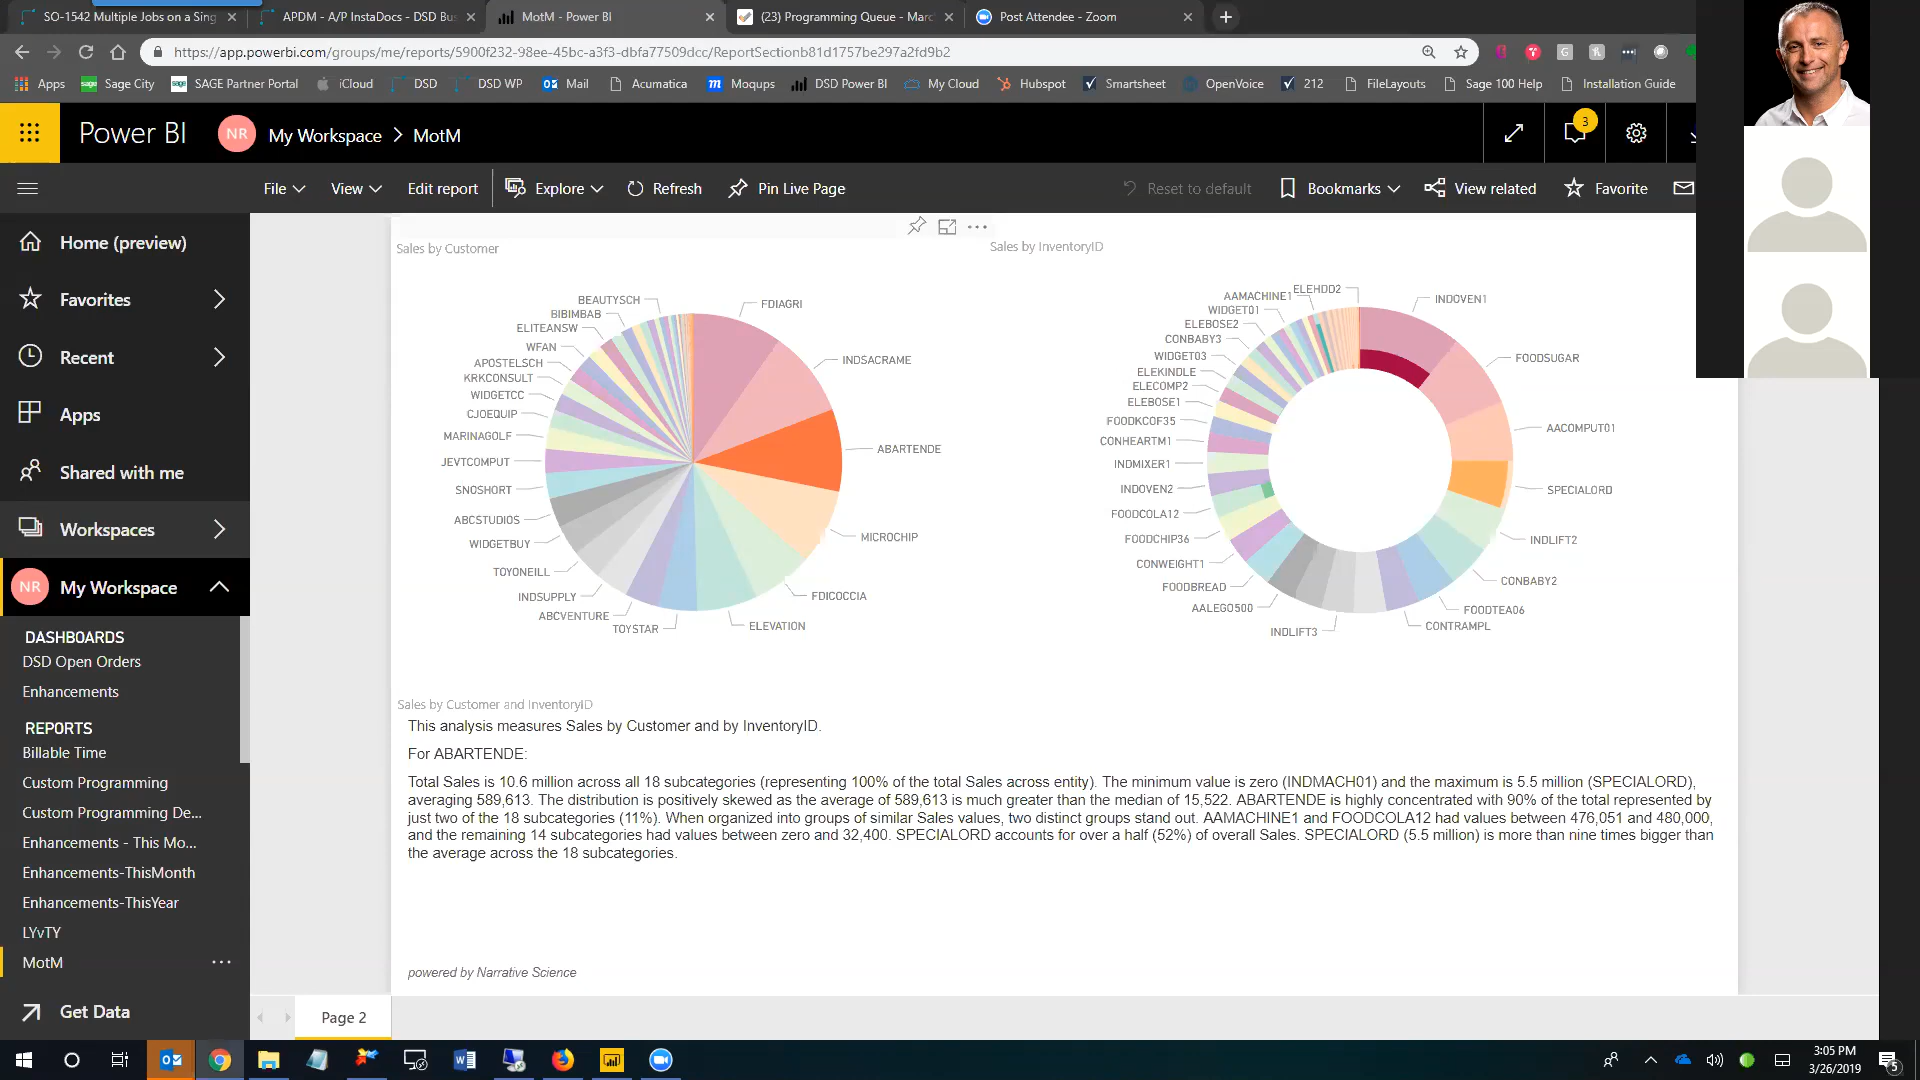 SO-1542 Multiple Jobs on a Sing
APDM - A/P InstaDocs - DSD Bus
MotM - Power BI
(23) Programming Queue - Marc
Post Attendee - Zoom
https://app.powerbi.com/groups/me/reports/5900f232-98ee-45bc-a3f3-dbfa77509dcc/ReportSectionb81d1757be297a2fd9b2
Apps
Sage City
SAGE Partner Portal
iCloud
DSD
DSD WP
Mail
Acumatica
Moqups
DSD Power BI
My Cloud
Hubspot
Smartsheet
OpenVoice
212
FileLayouts
Sage 100 Help
Installation Guide
Power BI
NR
My Workspace > MotM
3
File
View
Edit report
Explore
Refresh
Pin Live Page
Reset to default
Bookmarks
View related
Favorite
Home (preview)
Favorites
Recent
Apps
Shared with me
Workspaces
NR
My Workspace
DASHBOARDS
DSD Open Orders
Enhancements
REPORTS
Billable Time
Custom Programming
Custom Programming De...
Enhancements - This Mo...
Enhancements-ThisMonth
Enhancements-ThisYear
LYvTY
MotM
Get Data
Sales by Customer
BEAUTYSCH
BIBIMBAB
ELITEANSW
WFAN
APOSTELSCH
KRKCONSULT
WIDGETCC
CJOEQUIP
MARINAGOLF
JEVTCOMPUT
SNOSHORT
ABCSTUDIOS
WIDGETBUY
TOYONEILL
INDSUPPLY
ABCVENTURE
TOYSTAR
FDIAGRI
INDSACRAME
ABARTENDE
MICROCHIP
FDICOCCIA
ELEVATION
Sales by InventoryID
ELEHDD2
AAMACHINE1
WIDGET01
ELEBOSE2
CONBABY3
WIDGET03
ELEKINDLE
ELECOMP2
ELEBOSE1
FOODKCOF35
CONHEARTM1
INDMIXER1
INDOVEN2
FOODCOLA12
FOODCHIP36
CONWEIGHT1
FOODBREAD
AALEGO500
INDLIFT3
INDOVEN1
FOODSUGAR
AACOMPUT01
SPECIALORD
INDLIFT2
CONBABY2
FOODTEA06
CONTRAMPL
Sales by Customer and InventoryID
This analysis measures Sales by Customer and by InventoryID.
For ABARTENDE:
Total Sales is 10.6 million across all 18 subcategories (representing 100% of the total Sales across entity). The minimum value is zero (INDMACH01) and the maximum is 5.5 million (SPECIALORD),
averaging 589,613. The distribution is positively skewed as the average of 589,613 is much greater than the median of 15,522. ABARTENDE is highly concentrated with 90% of the total represented by
just two of the 18 subcategories (11%). When organized into groups of similar Sales values, two distinct groups stand out. AAMACHINE1 and FOODCOLA12 had values between 476,051 and 480,000,
and the remaining 14 subcategories had values between zero and 32,400. SPECIALORD accounts for over a half (52%) of overall Sales. SPECIALORD (5.5 million) is more than nine times bigger than
the average across the 18 subcategories.
powered by Narrative Science
Page 2
3:05 PM
3/26/2019
5